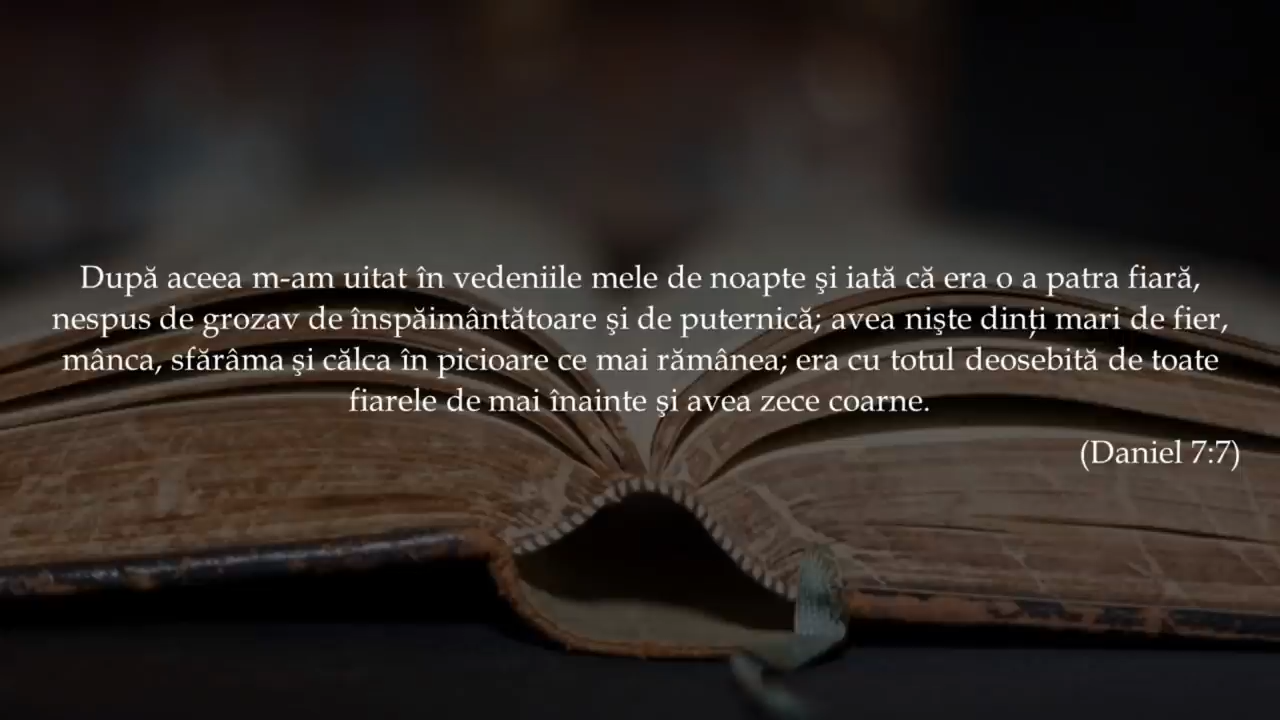 După aceea m-am uitat în vedeniile mele de noapte şi iată că era o a patra fiară,
nespus de grozav de înspăimântătoare şi de puternică; avea nişte dinţi mari de fier,
mânca, sfărâma şi călca în picioare ce mai rămânea; era cu totul deosebită de toate
fiarele de mai înainte şi avea zece coarne.
(Daniel 7:7)